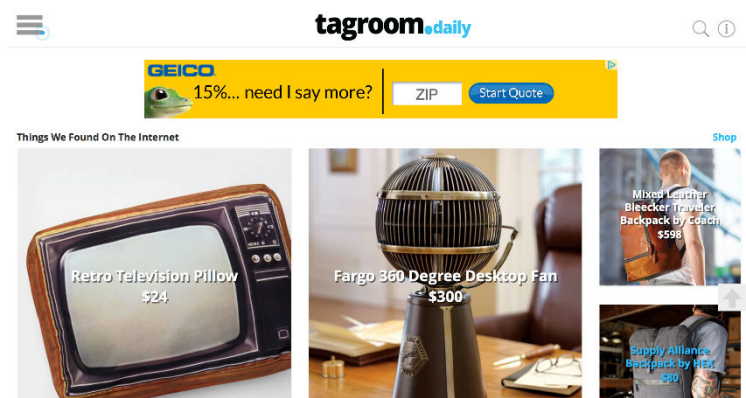 tagroom.daily
GEICO
15%... need I say more?
ZIP
Start Quote
Things We Found On The Internet
Shop
Retro Television Pillow
$24
Fargo 360 Degree Desktop Fan
$300
Mixed Leather
Bleecker Traveler
Backpack by Coach
$598
Supply Alliance
Backpack by HEX
$80